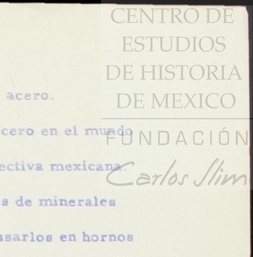 CENTRO DE
ESTUDIOS
DE HISTORIA
DE MEXICO
FUNDACIÓN
Carlos Slim
acero.
cero en el mundo
ectiva mexicana.
s de minerales
usarlos en hornos